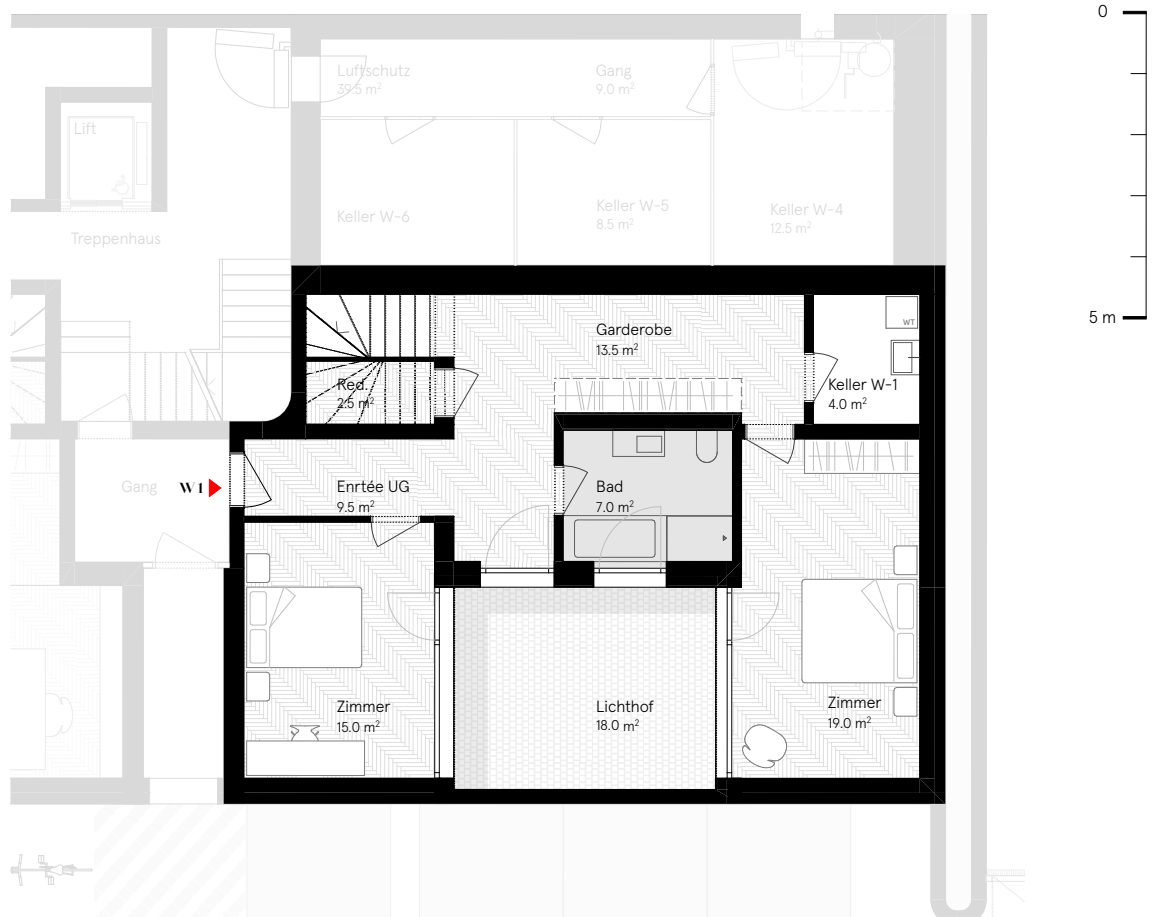 0
Luftschutz
39.5 m²
Gang
9.0 m²
Lift
Keller W-6
Keller W-5
8.5 m²
Keller W-4
12.5 m²
Treppenhaus
5 m
WT
Garderobe
13.5 m²
Red.
2.5 m²
Keller W-1
4.0 m²
Gang
W1
Enrtée UG
9.5 m²
Bad
7.0 m²
Zimmer
15.0 m²
Lichthof
18.0 m²
Zimmer
19.0 m²